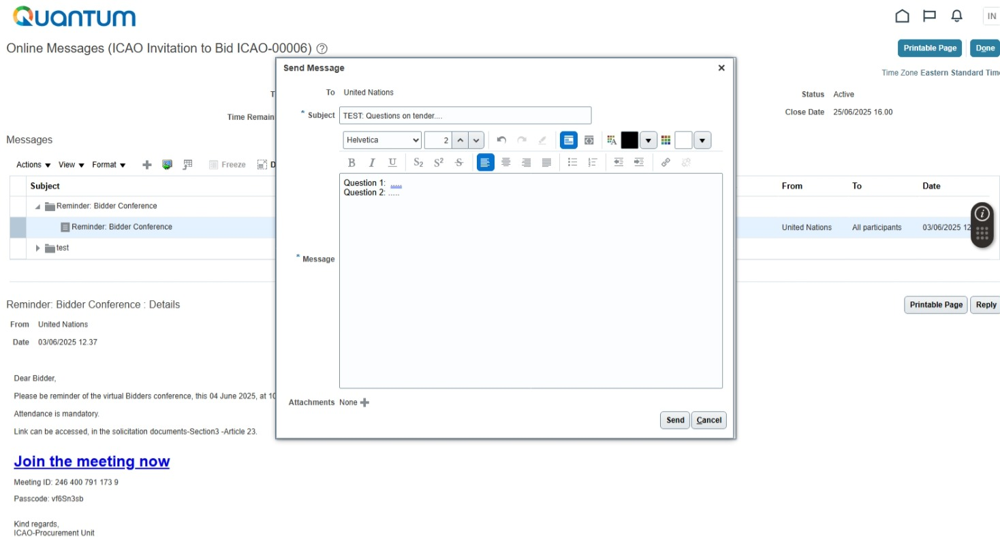 QUANTUM
IN
Online Messages (ICAO Invitation to Bid ICAO-00006) ?
Printable Page Done
Time Zone Eastern Standard Time
Status Active
Time Remain
Close Date 25/06/2025 16.00
Messages
Actions View Format Freeze
Subject From To Date
Reminder: Bidder Conference
Reminder: Bidder Conference United Nations All participants 03/06/2025 12
test
Send Message
To United Nations
* Subject TEST: Questions on tender....
Helvetica 2
B I U S2 S2 S
* Message
Question 1: .....
Question 2: .....
Attachments None
Send Cancel
Reminder: Bidder Conference : Details
Printable Page Reply
From United Nations
Date 03/06/2025 12.37
Dear Bidder,
Please be reminder of the virtual Bidders conference, this 04 June 2025, at 10
Attendance is mandatory.
Link can be accessed, in the solicitation documents-Section3 -Article 23.
Join the meeting now
Meeting ID: 246 400 791 173 9
Passcode: vf6Sn3sb
Kind regards,
ICAO-Procurement Unit